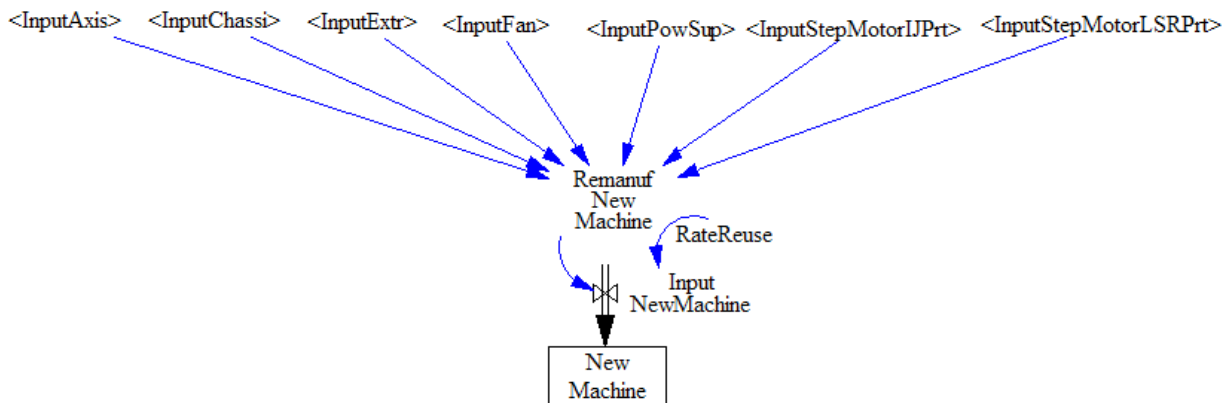 <InputAxis> <InputChassi> <InputExtr> <InputFan> <InputPowSup> <InputStepMotorIJPrt> <InputStepMotorLSRPrt>
Remanuf
New
Machine
RateReuse
Input
NewMachine
New
Machine